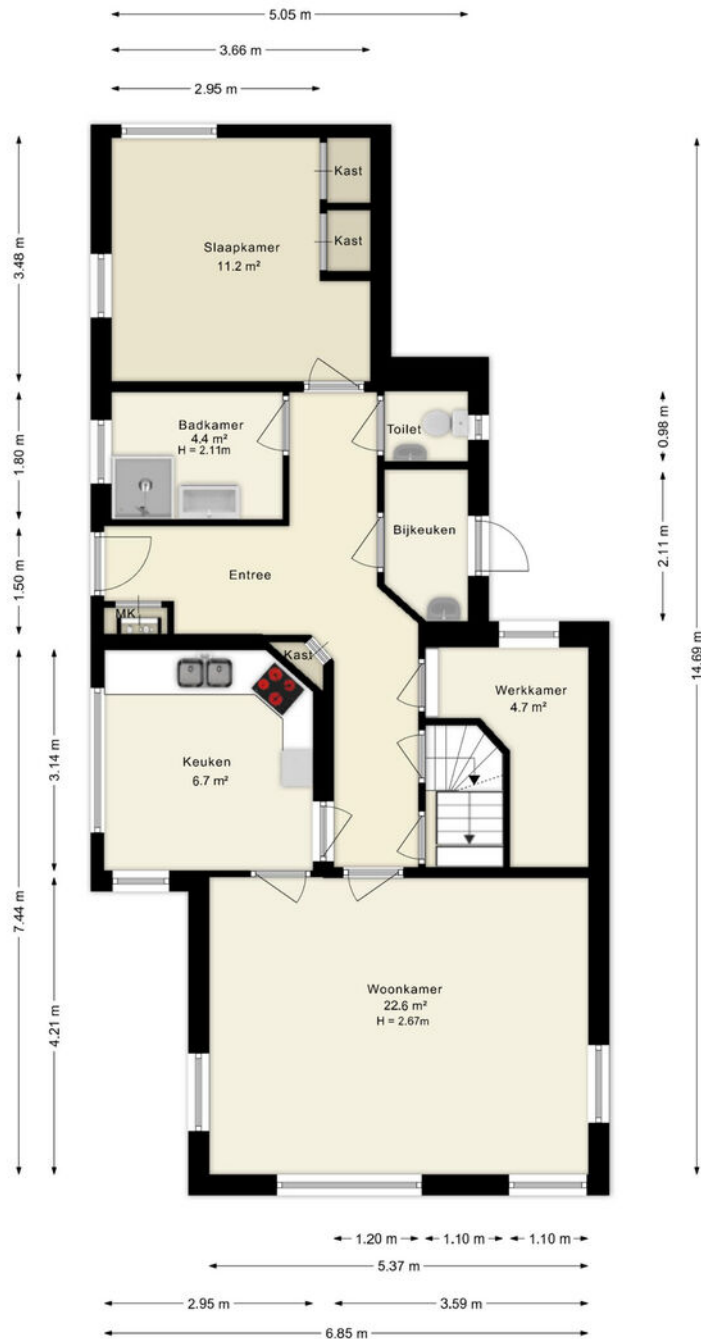 5.05 m
3.66 m
2.95 m
3.48 m
Kast
Kast
Slaapkamer
11.2 m²
1.80 m
Badkamer
4.4 m²
H = 2.11m
Toilet
0.98 m
Bijkeuken
2.11 m
1.50 m
Entree
MK
Kast
Werkkamer
4.7 m²
14.69 m
3.14 m
Keuken
6.7 m²
7.44 m
4.21 m
Woonkamer
22.6 m²
H = 2.67m
1.20 m
1.10 m
1.10 m
5.37 m
2.95 m
3.59 m
6.85 m